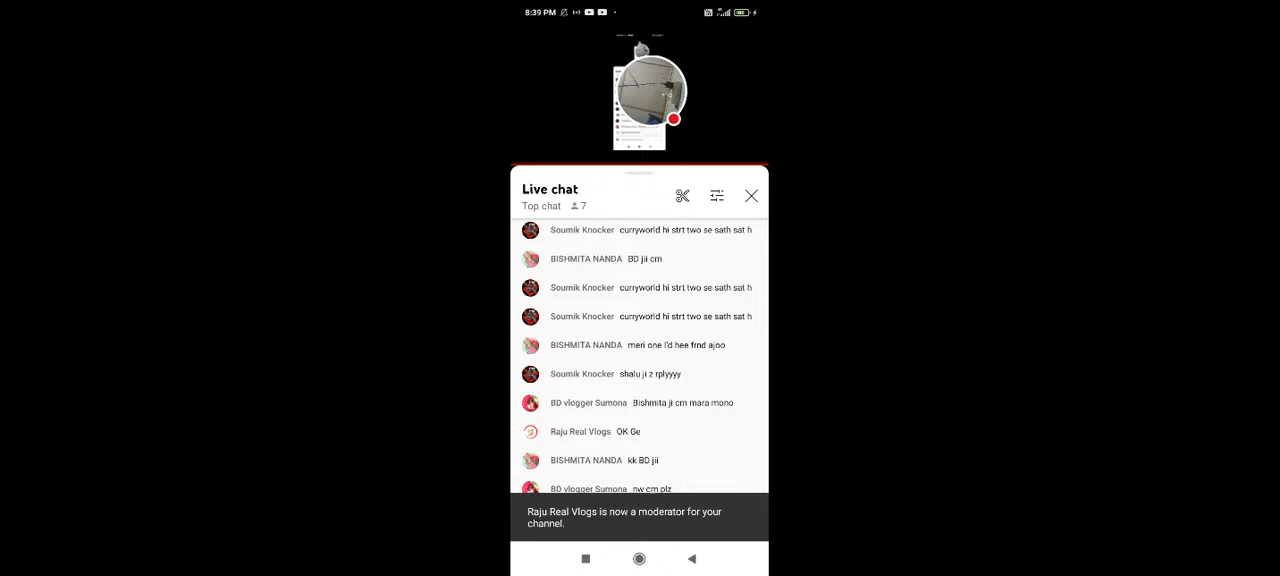 8:39 PM
Live chat
Top chat 7
Soumik Knocker curryworld hi strt two se sath sat h
BISHMITA NANDA BD jii cm
Soumik Knocker curryworld hi strt two se sath sat h
Soumik Knocker curryworld hi strt two se sath sat h
BISHMITA NANDA meri one I'd hee frnd ajoo
Soumik Knocker shalu ji z rplyyyy
BD vlogger Sumona Bishmita ji cm mara mono
Raju Real Vlogs OK Ge
BISHMITA NANDA kk BD jii
BD vlogger Sumona nw cm plz
Raju Real Vlogs is now a moderator for your
channel.